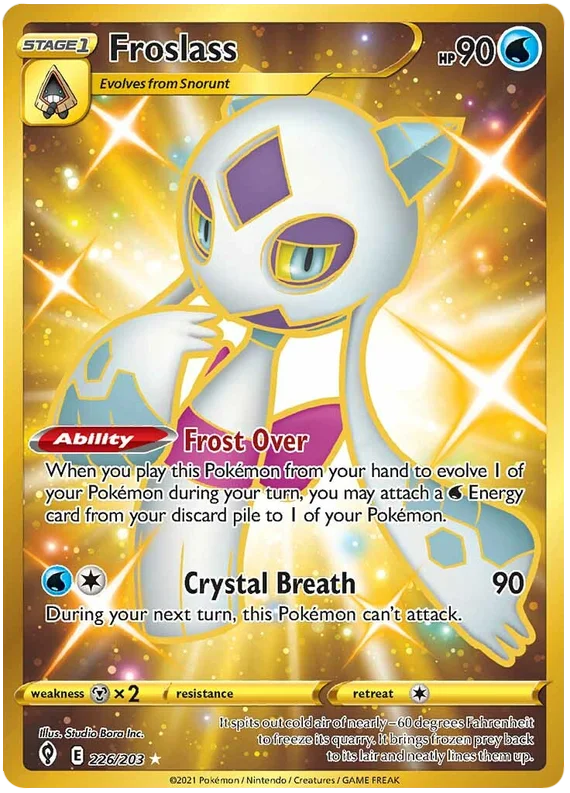 STAGE1 Froslass HP90
Evolves from Snorunt
Ability Frost Over
When you play this Pokémon from your hand to evolve 1 of
your Pokémon during your turn, you may attach a Energy
card from your discard pile to 1 of your Pokémon.
Crystal Breath 90
During your next turn, this Pokémon can't attack.
weakness ×2 resistance retreat
Illus. Studio Bora Inc.
It spits out cold air of nearly −60 degrees Fahrenheit
to freeze its quarry. It brings frozen prey back
to its lair and neatly lines them up.
E 226/203
©2021 Pokémon / Nintendo / Creatures / GAME FREAK